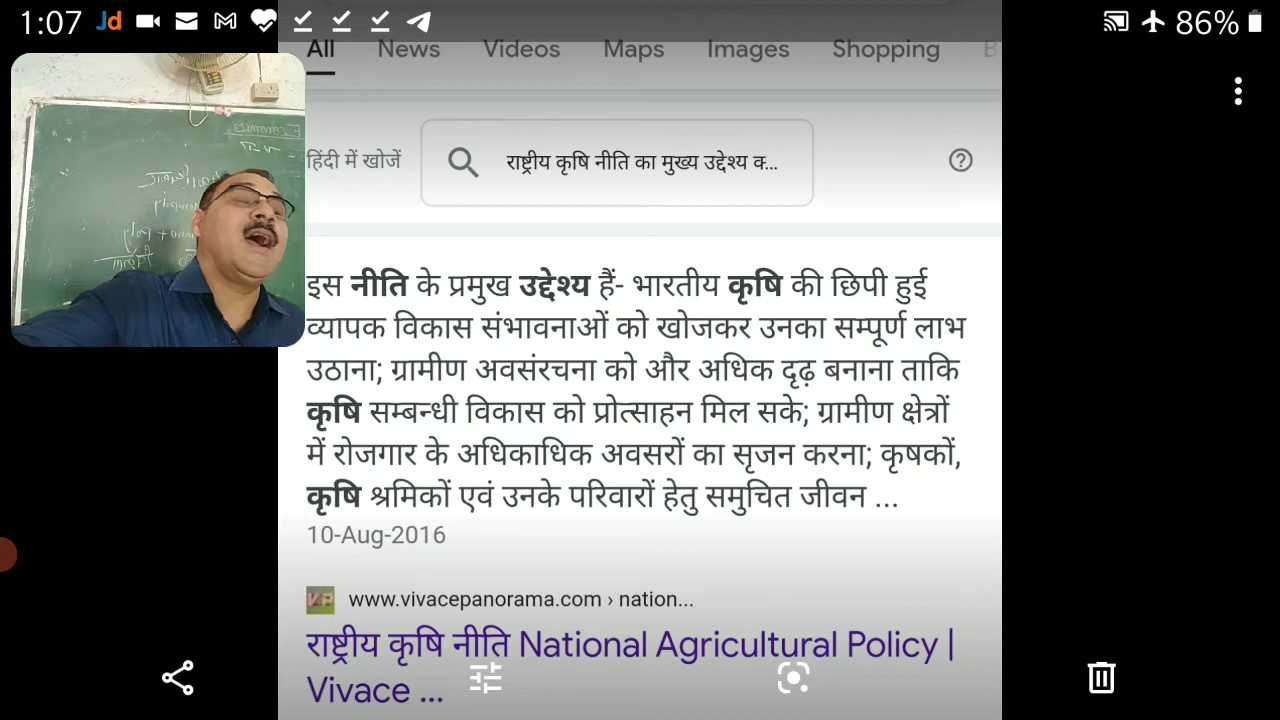 1:07
86%
All News Videos Maps Images Shopping
हिंदी में खोजें
राष्ट्रीय कृषि नीति का मुख्य उद्देश्य क...
इस नीति के प्रमुख उद्देश्य हैं- भारतीय कृषि की छिपी हुई
व्यापक विकास संभावनाओं को खोजकर उनका सम्पूर्ण लाभ
उठाना; ग्रामीण अवसंरचना को और अधिक दृढ़ बनाना ताकि
कृषि सम्बन्धी विकास को प्रोत्साहन मिल सके; ग्रामीण क्षेत्रों
में रोजगार के अधिकाधिक अवसरों का सृजन करना; कृषकों,
कृषि श्रमिकों एवं उनके परिवारों हेतु समुचित जीवन ...
10-Aug-2016
www.vivacepanorama.com › nation...
राष्ट्रीय कृषि नीति National Agricultural Policy |
Vivace ...